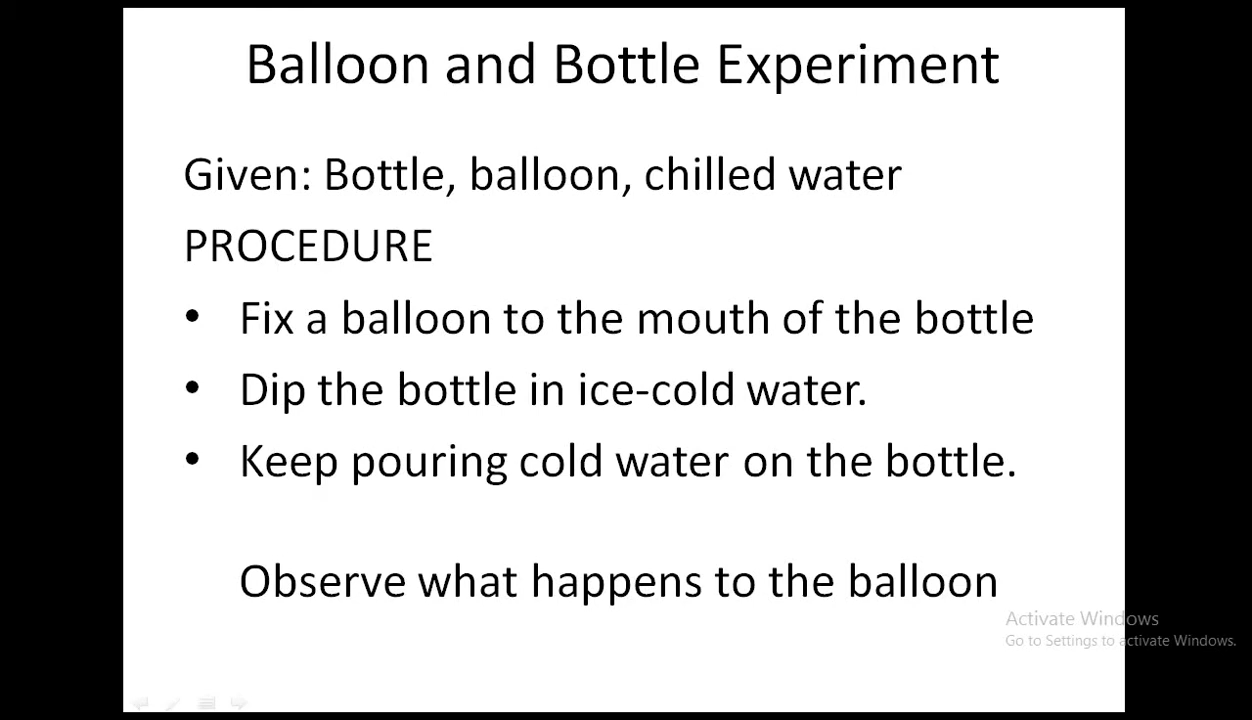 Balloon and Bottle Experiment
Given: Bottle, balloon, chilled water
PROCEDURE
• Fix a balloon to the mouth of the bottle
• Dip the bottle in ice-cold water.
• Keep pouring cold water on the bottle.
Observe what happens to the balloon
Activate Windows
Go to Settings to activate Windows.